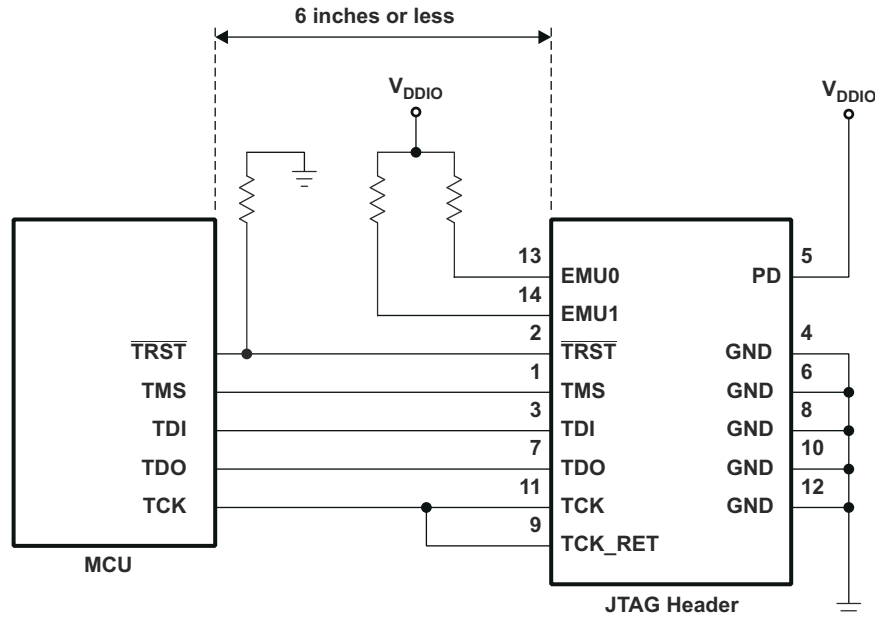 6 inches or less
VDDIO
VDDIO
13
EMU0
PD
5
14
EMU1
TRST
2
TRST
GND
4
TMS
1
TMS
GND
6
TDI
3
TDI
GND
8
TDO
7
TDO
GND
10
TCK
11
TCK
GND
12
9
TCK_RET
MCU
JTAG Header